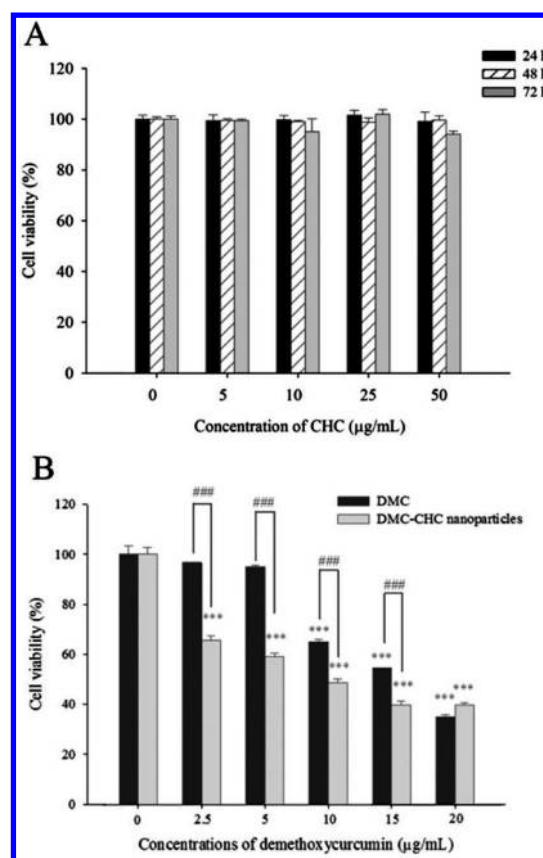 A
24 h
48 h
72 h
120
100
80
60
40
20
0
Cell viability (%)
0 5 10 25 50
Concentration of CHC (µg/mL)
B
DMC
DMC-CHC nanoparticles
### ### ### ###
120
100
80
60
40
20
0
Cell viability (%)
*** *** *** *** *** *** *** ***
0 2.5 5 10 15 20
Concentrations of demethoxycurcumin (µg/mL)